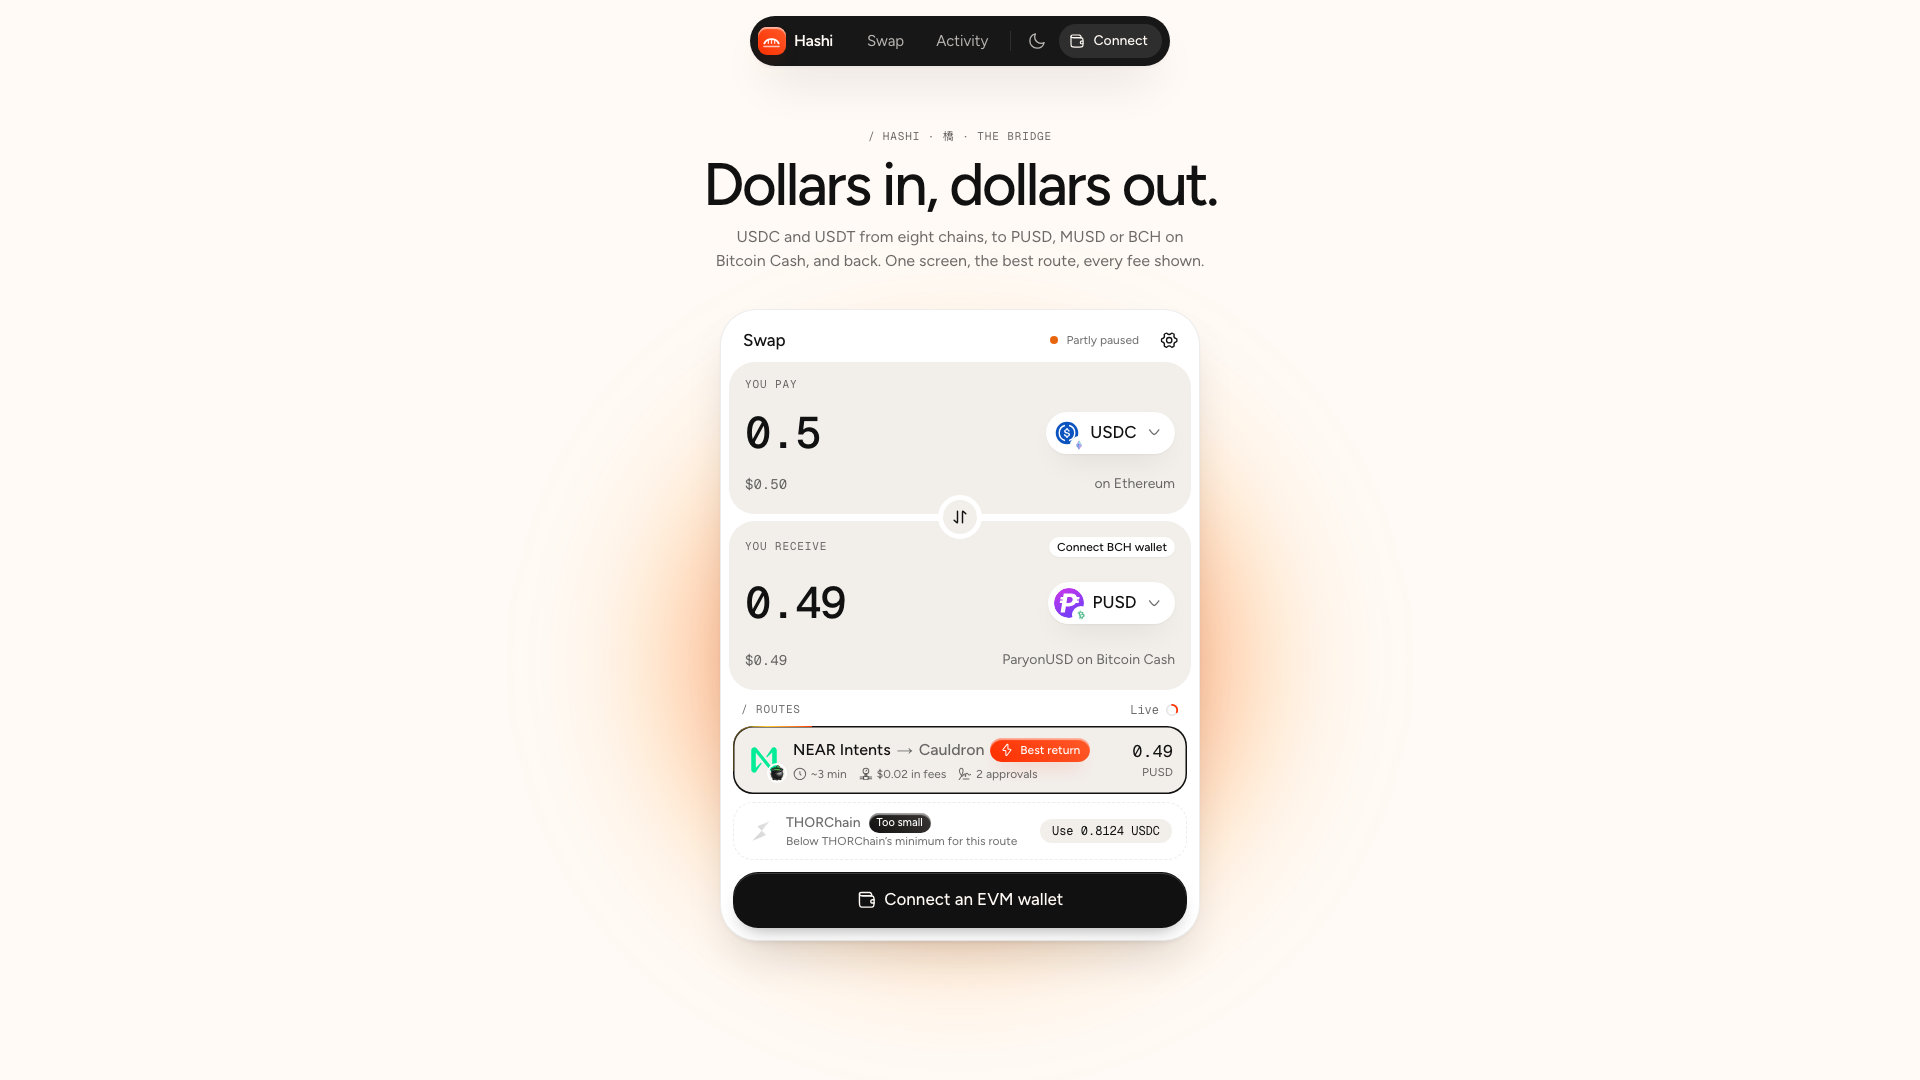 Hashi
Swap
Activity
Connect
/ HASHI · 橋 · THE BRIDGE
Dollars in, dollars out.
USDC and USDT from eight chains, to PUSD, MUSD or BCH on
Bitcoin Cash, and back. One screen, the best route, every fee shown.
Swap
Partly paused
YOU PAY
0.5
USDC
$0.50
on Ethereum
YOU RECEIVE
Connect BCH wallet
0.49
PUSD
$0.49
ParyonUSD on Bitcoin Cash
/ ROUTES
Live
NEAR Intents → Cauldron
Best return
0.49
~3 min
$0.02 in fees
2 approvals
PUSD
THORChain
Too small
Below THORChain's minimum for this route
Use 0.8124 USDC
Connect an EVM wallet